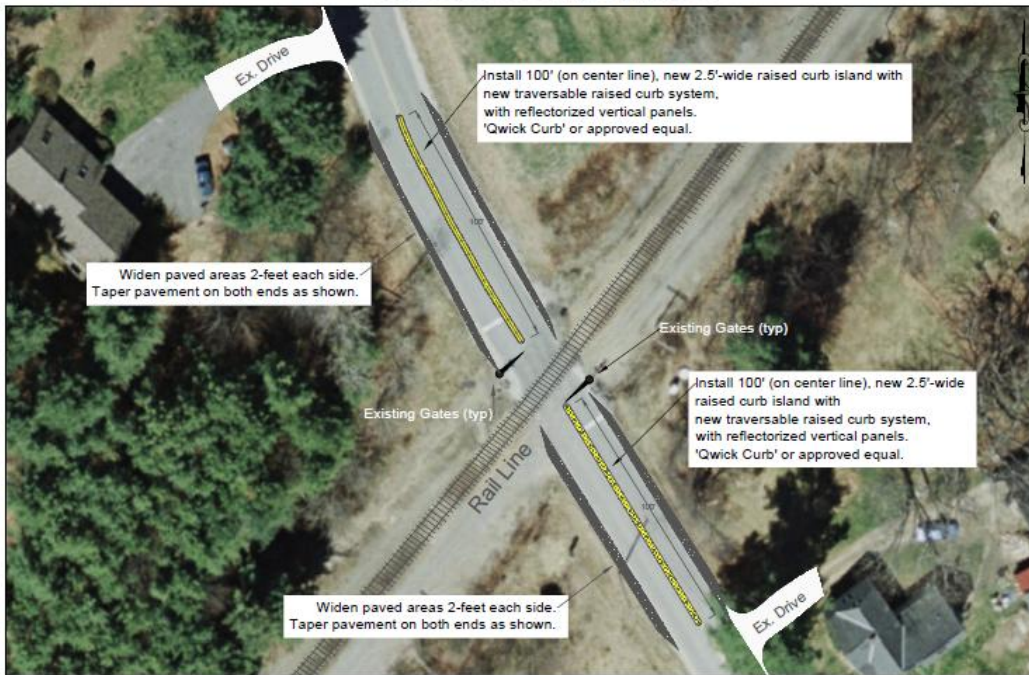 Ex. Drive
Install 100' (on center line), new 2.5'-wide raised curb island with
new traversable raised curb system,
with reflectorized vertical panels.
'Qwick Curb' or approved equal.
Widen paved areas 2-feet each side.
Taper pavement on both ends as shown.
Existing Gates (typ)
Existing Gates (typ)
Install 100' (on center line), new 2.5'-wide
raised curb island with
new traversable raised curb system,
with reflectorized vertical panels.
'Qwick Curb' or approved equal.
Rail Line
Widen paved areas 2-feet each side.
Taper pavement on both ends as shown.
Ex. Drive